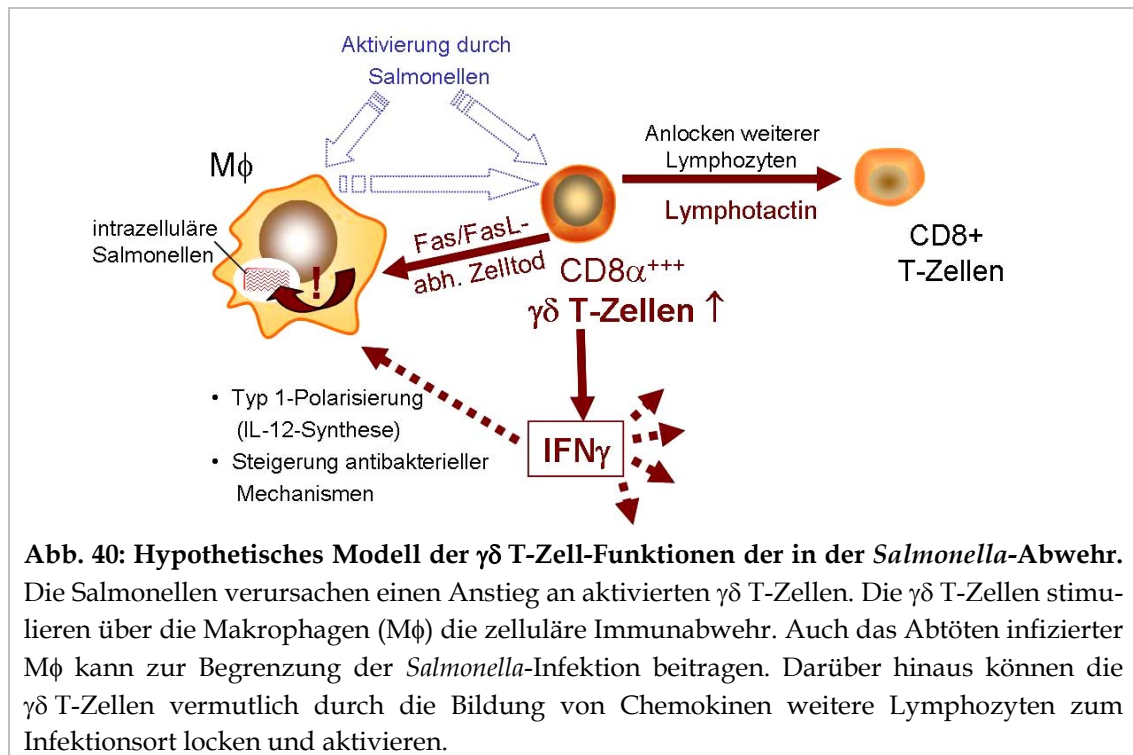 Aktivierung durch
Salmonellen
Mϕ
Anlocken weiterer
Lymphozyten
Lymphotactin
intrazelluläre
Salmonellen
!
Fas/FasL-
abh. Zelltod
CD8+
T-Zellen
CD8α⁺⁺⁺
γδ T-Zellen ↑
• Typ 1-Polarisierung
(IL-12-Synthese)
• Steigerung antibakterieller
Mechanismen
IFNγ
Abb. 40: Hypothetisches Modell der γδ T-Zell-Funktionen der in der Salmonella-Abwehr.
Die Salmonellen verursachen einen Anstieg an aktivierten γδ T-Zellen. Die γδ T-Zellen stimu-
lieren über die Makrophagen (Mϕ) die zelluläre Immunabwehr. Auch das Abtöten infizierter
Mϕ kann zur Begrenzung der Salmonella-Infektion beitragen. Darüber hinaus können die
γδ T-Zellen vermutlich durch die Bildung von Chemokinen weitere Lymphozyten zum
Infektionsort locken und aktivieren.